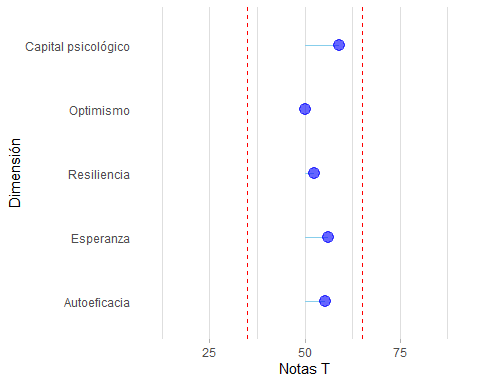 Capital psicológico
Optimismo
Resiliencia
Esperanza
Autoeficacia
Dimensión
25
50
75
Notas T